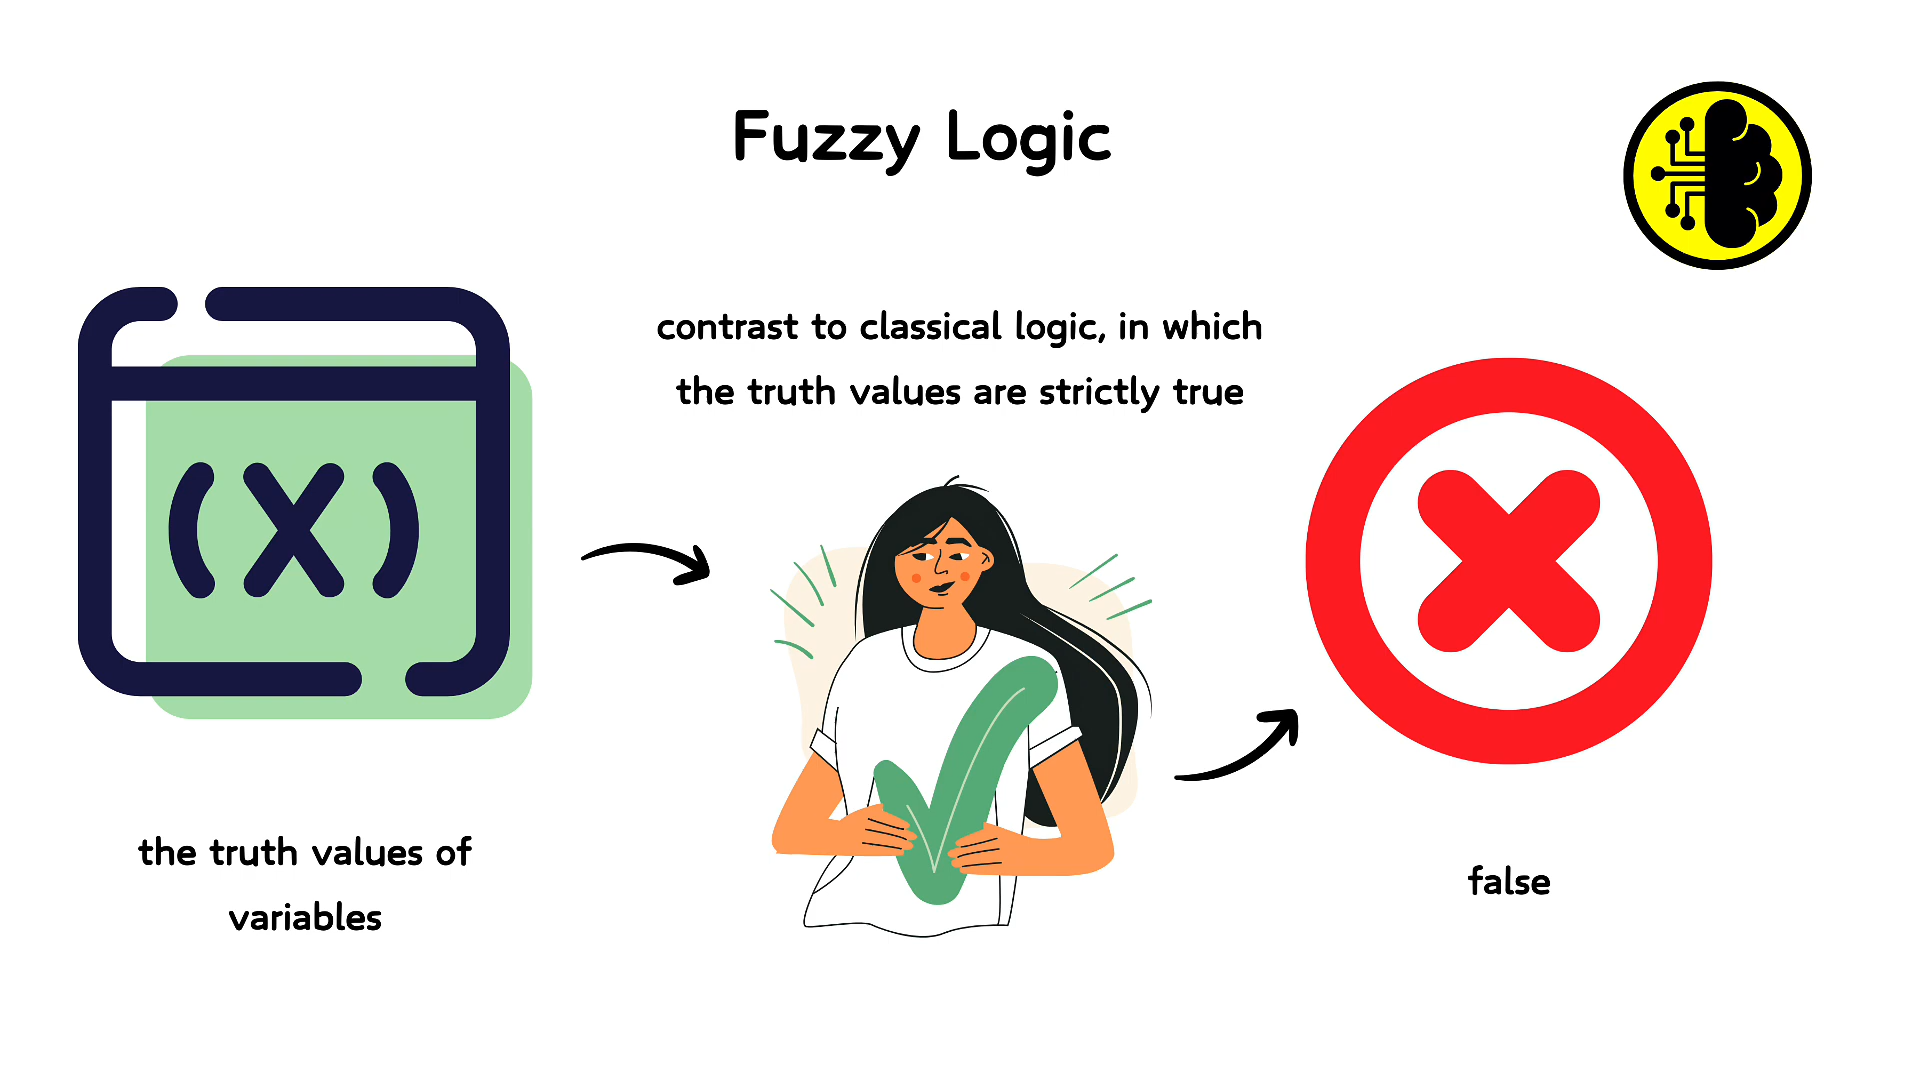 Fuzzy Logic
contrast to classical logic, in which
the truth values are strictly true
(X)
the truth values of
variables
false